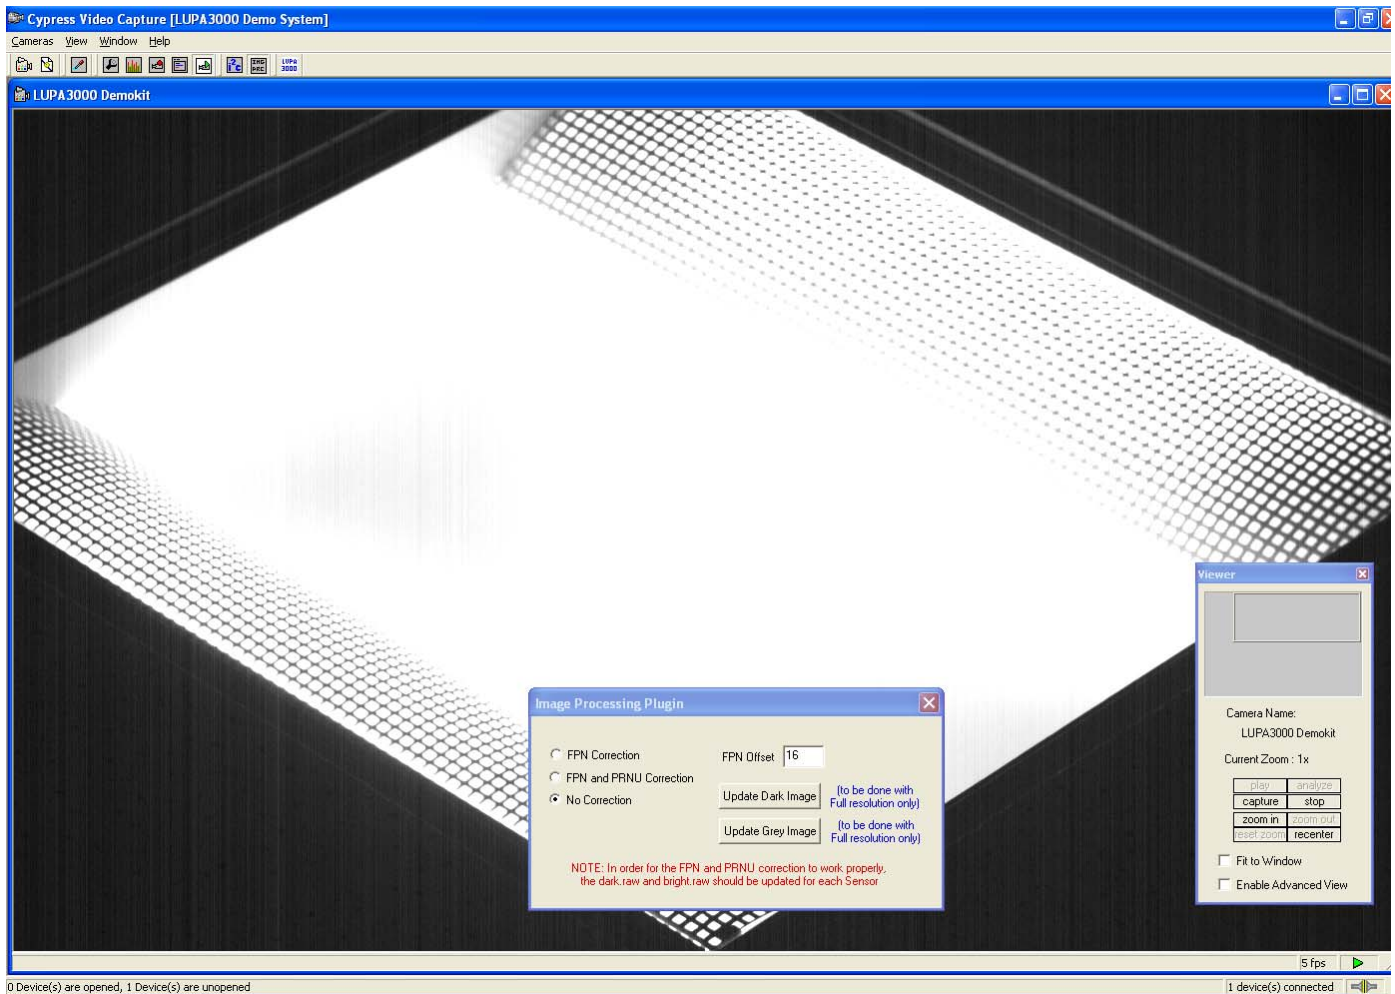 Cypress Video Capture [LUPA3000 Demo System]
Cameras View Window Help
i²c IMG PRC LUPA 3000
LUPA3000 Demokit
Viewer
Camera Name:
LUPA3000 Demokit
Current Zoom : 1x
play analyze
capture stop
zoom in zoom out
reset zoom recenter
Fit to Window
Enable Advanced View
Image Processing Plugin
FPN Correction
FPN and PRNU Correction
No Correction
FPN Offset 16
Update Dark Image (to be done with
Full resolution only)
Update Grey Image (to be done with
Full resolution only)
NOTE: In order for the FPN and PRNU correction to work properly,
the dark.raw and bright.raw should be updated for each Sensor
5 fps
0 Device(s) are opened, 1 Device(s) are unopened
1 device(s) connected